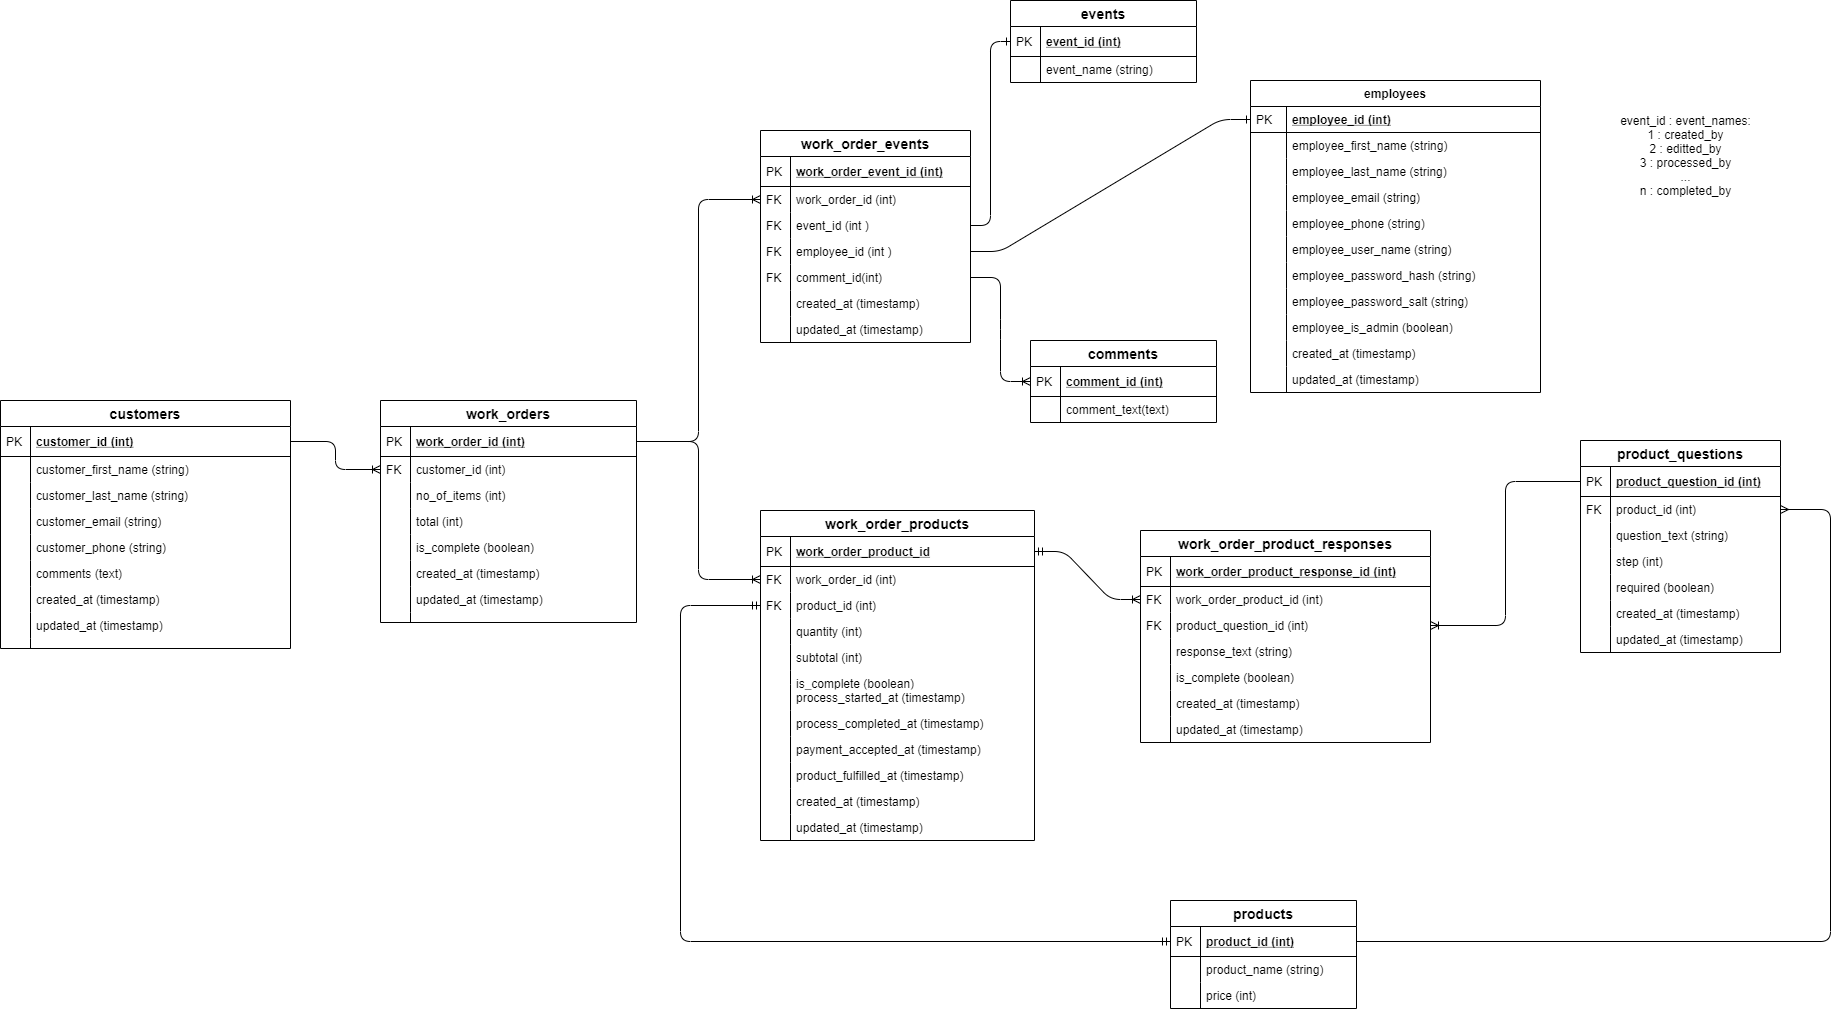 events
PK event_id (int)
event_name (string)
employees
PK employee_id (int)
employee_first_name (string)
employee_last_name (string)
employee_email (string)
employee_phone (string)
employee_user_name (string)
employee_password_hash (string)
employee_password_salt (string)
employee_is_admin (boolean)
created_at (timestamp)
updated_at (timestamp)
event_id : event_names:
1 : created_by
2 : editted_by
3 : processed_by
...
n : completed_by
work_order_events
PK work_order_event_id (int)
FK work_order_id (int)
FK event_id (int )
FK employee_id (int )
FK comment_id(int)
created_at (timestamp)
updated_at (timestamp)
comments
PK comment_id (int)
comment_text(text)
customers
PK customer_id (int)
customer_first_name (string)
customer_last_name (string)
customer_email (string)
customer_phone (string)
comments (text)
created_at (timestamp)
updated_at (timestamp)
work_orders
PK work_order_id (int)
FK customer_id (int)
no_of_items (int)
total (int)
is_complete (boolean)
created_at (timestamp)
updated_at (timestamp)
work_order_products
PK work_order_product_id
FK work_order_id (int)
FK product_id (int)
quantity (int)
subtotal (int)
is_complete (boolean)
process_started_at (timestamp)
process_completed_at (timestamp)
payment_accepted_at (timestamp)
product_fulfilled_at (timestamp)
created_at (timestamp)
updated_at (timestamp)
work_order_product_responses
PK work_order_product_response_id (int)
FK work_order_product_id (int)
FK product_question_id (int)
response_text (string)
is_complete (boolean)
created_at (timestamp)
updated_at (timestamp)
product_questions
PK product_question_id (int)
FK product_id (int)
question_text (string)
step (int)
required (boolean)
created_at (timestamp)
updated_at (timestamp)
products
PK product_id (int)
product_name (string)
price (int)